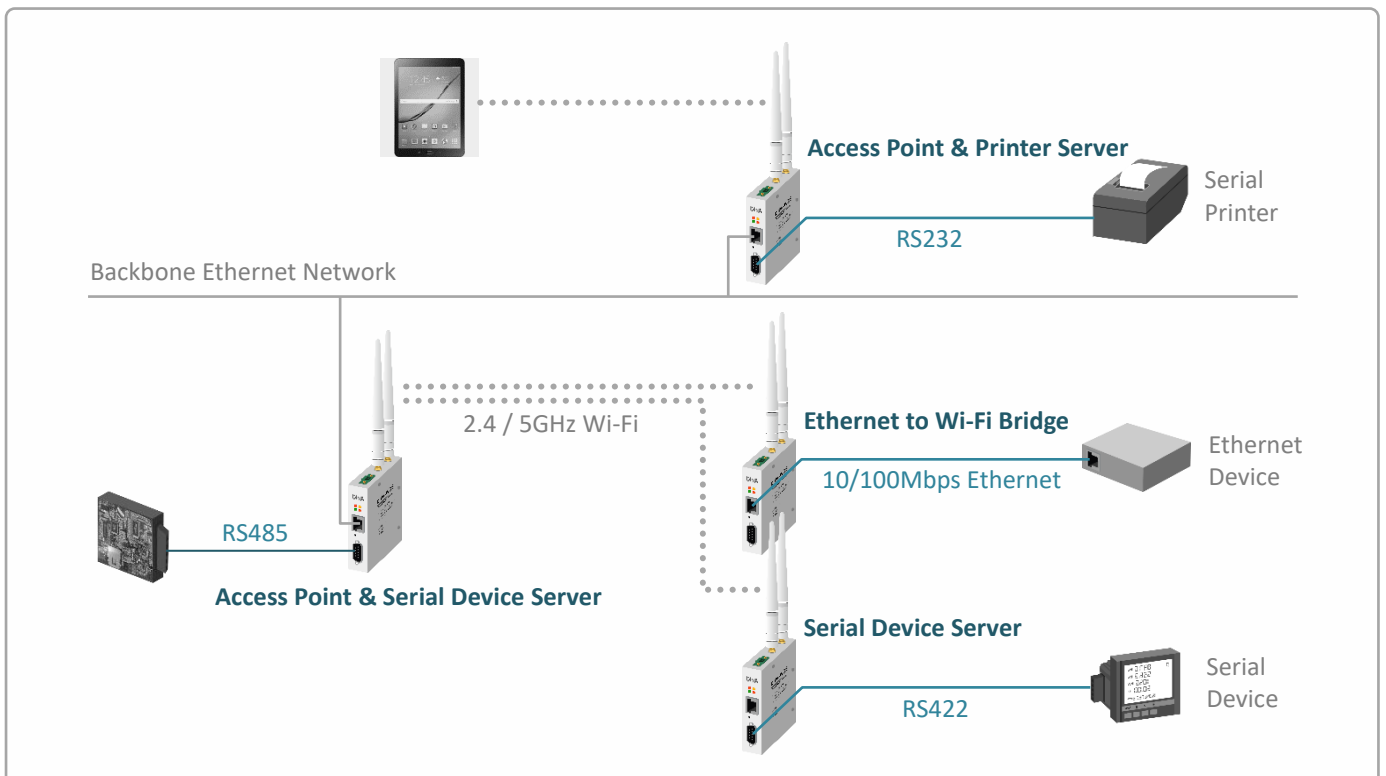 Access Point & Printer Server
Serial
Printer
RS232
Backbone Ethernet Network
2.4 / 5GHz Wi-Fi
Ethernet to Wi-Fi Bridge
Ethernet
Device
10/100Mbps Ethernet
RS485
Access Point & Serial Device Server
Serial Device Server
Serial
Device
RS422